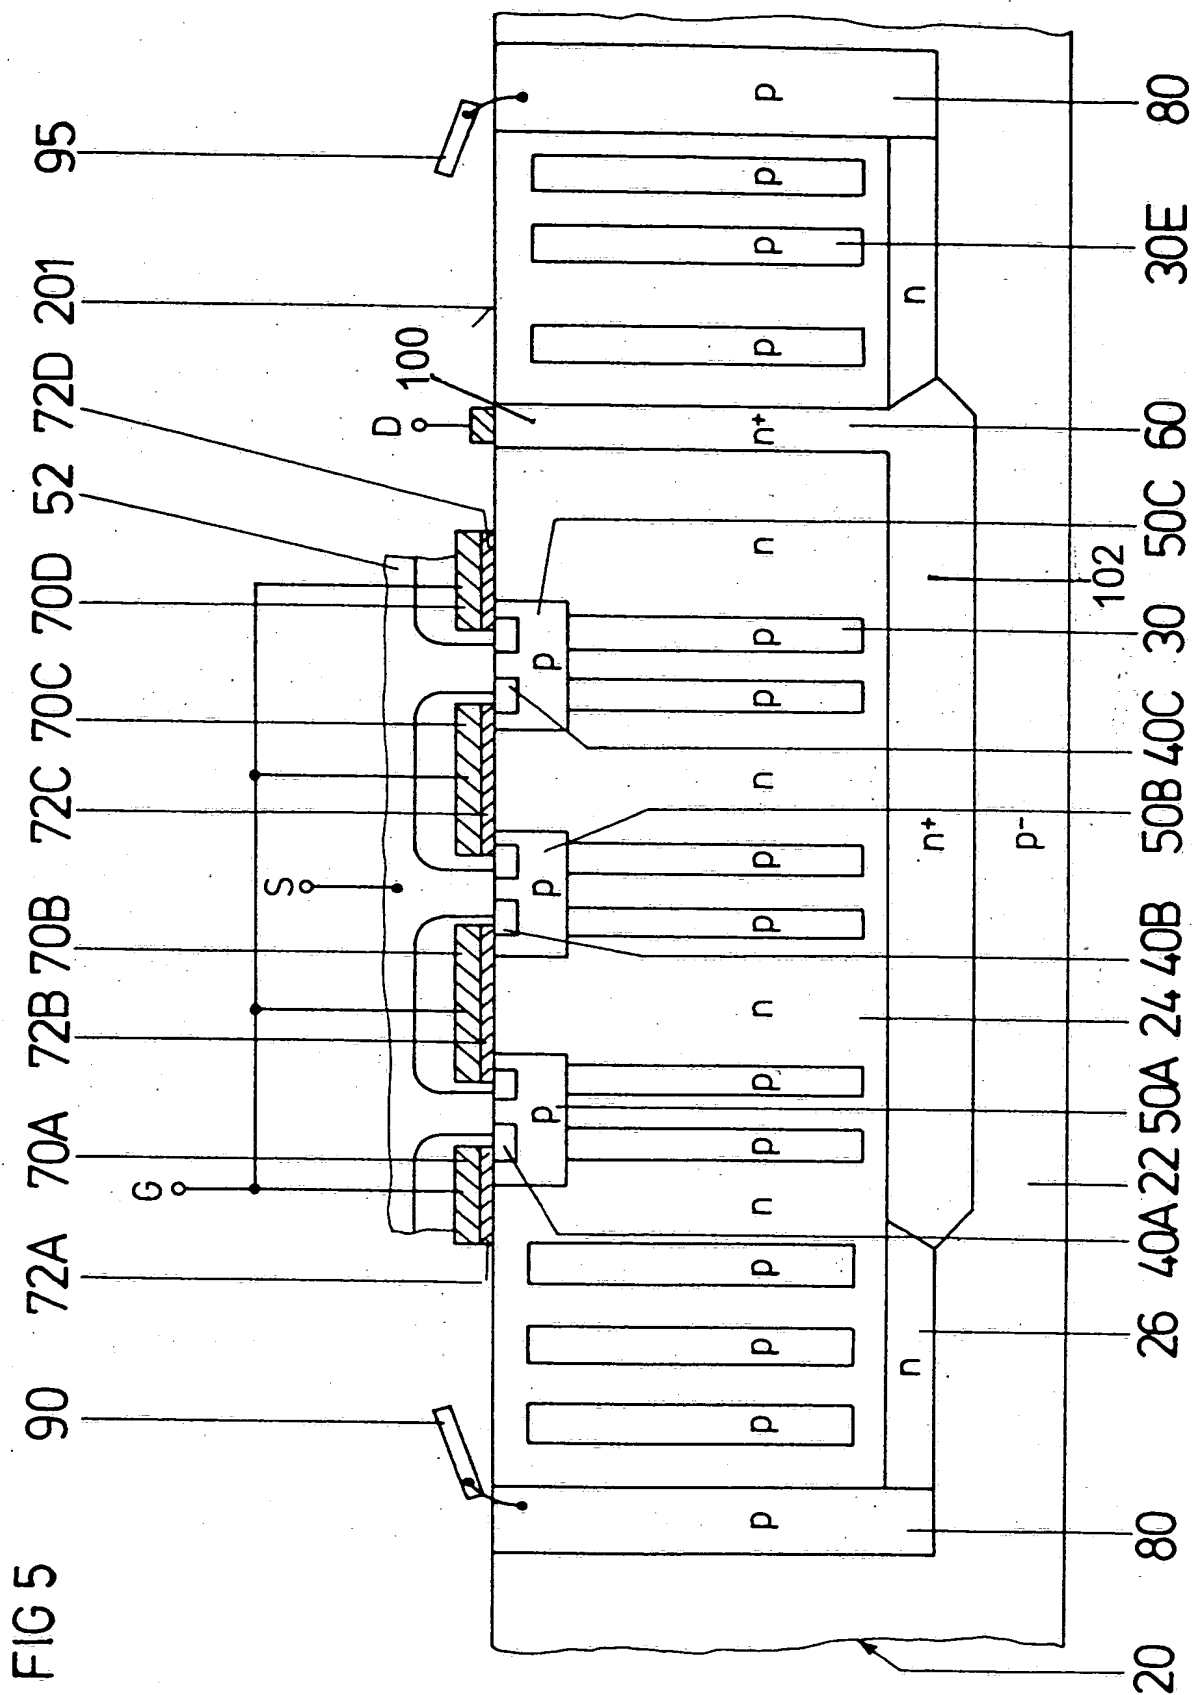 FIG 5
90 72A 70A 72B 70B 72C 70C 70D 52 72D 201 95
G
S
D
100
p p p p n p p n p p n p p n n+ p p p p
p p p
n n+ n
p-
102
20 80 26 40A 22 50A 24 40B 50B 40C 30 50C 60 30E 80